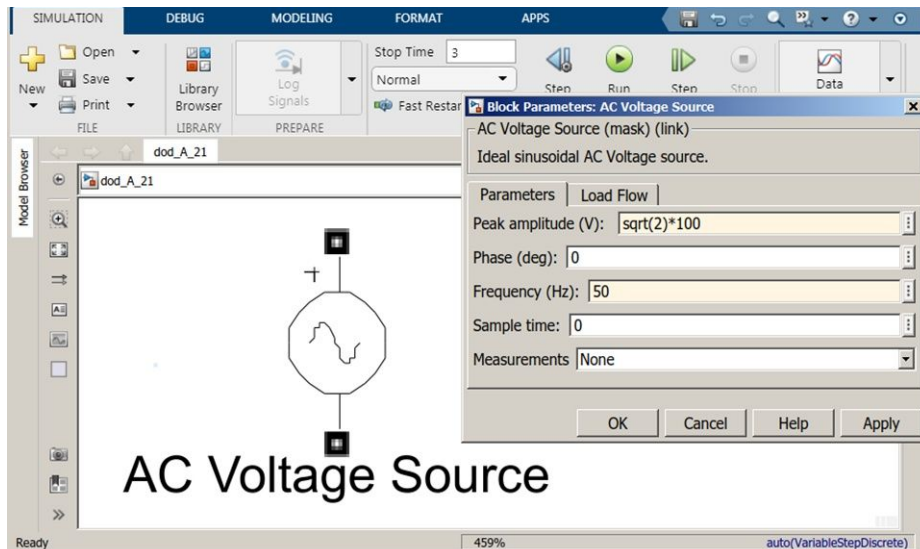 SIMULATION DEBUG MODELING FORMAT APPS
New
Open
Save
Print
FILE
Library
Browser
LIBRARY
Log
Signals
PREPARE
Stop Time 3
Normal
Fast Restar
Step Run Step Stop
Data
Model Browser
dod_A_21
dod_A_21
Block Parameters: AC Voltage Source
AC Voltage Source (mask) (link)
Ideal sinusoidal AC Voltage source.
Parameters Load Flow
Peak amplitude (V): sqrt(2)*100
Phase (deg): 0
Frequency (Hz): 50
Sample time: 0
Measurements None
OK Cancel Help Apply
+
AC Voltage Source
Ready 459% auto(VariableStepDiscrete)